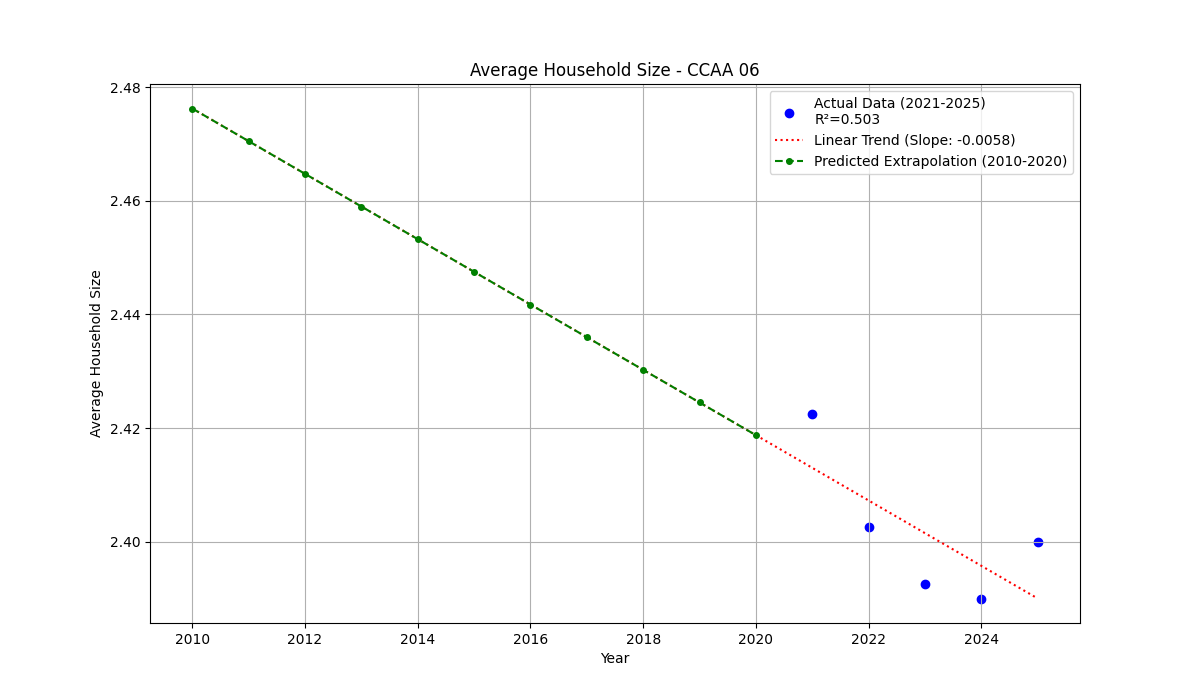 Average Household Size - CCAA 06
2.48
2.46
2.44
2.42
2.40
Average Household Size
Actual Data (2021-2025)
R²=0.503
Linear Trend (Slope: -0.0058)
Predicted Extrapolation (2010-2020)
2010 2012 2014 2016 2018 2020 2022 2024
Year